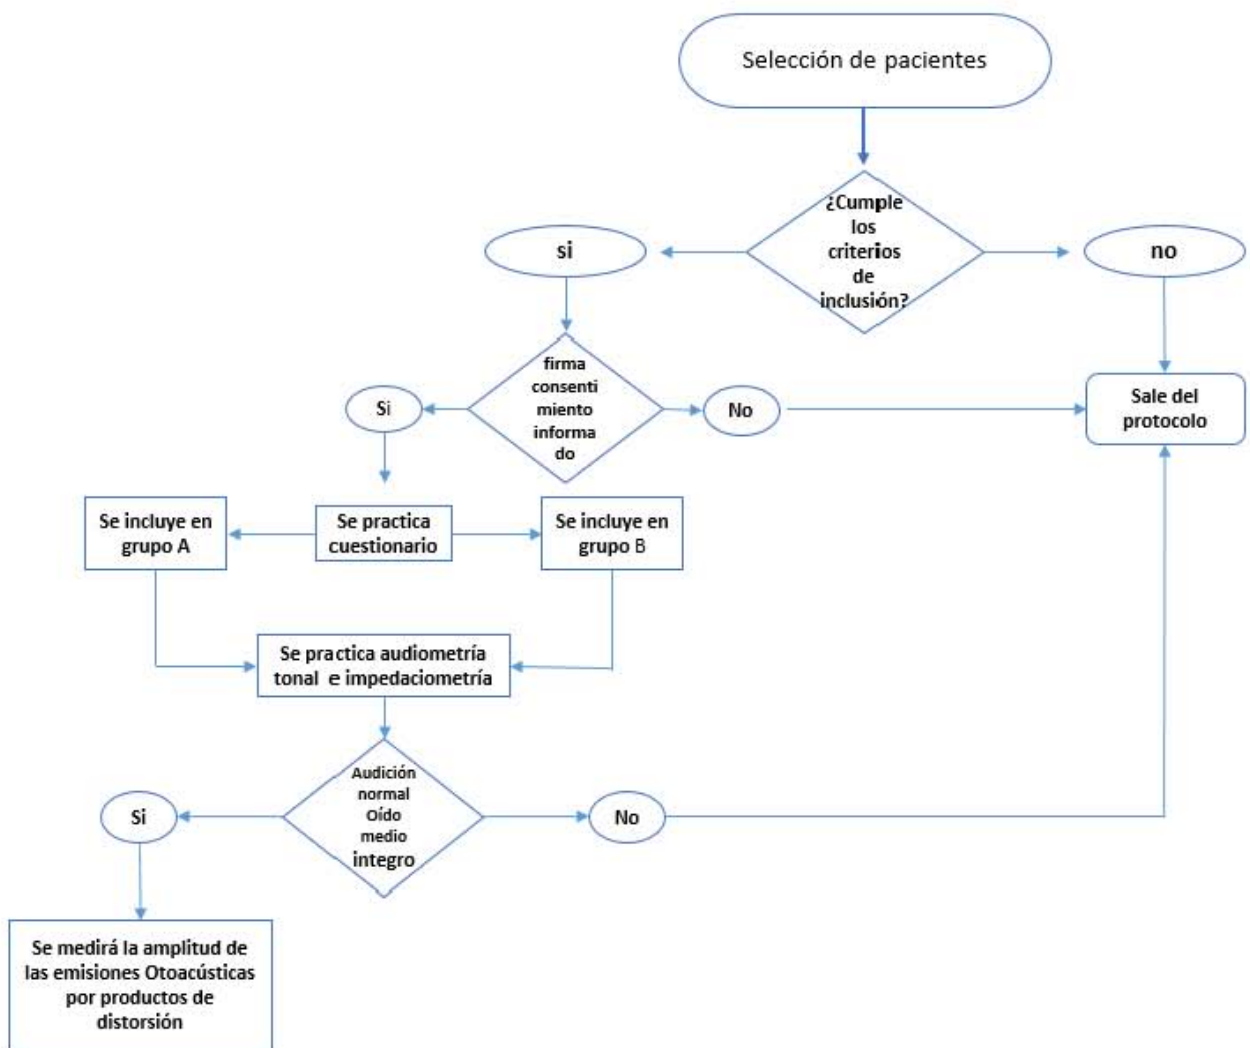 Selección de pacientes
¿Cumple
los
criterios
de
inclusión?
si
no
firma
consenti
miento
informa
do
Si
No
Sale del
protocolo
Se incluye en
grupo A
Se practica
cuestionario
Se incluye en
grupo B
Se practica audiometría
tonal e impedaciometría
Audición
normal
Oído
medio
integro
Si
No
Se medirá la amplitud de
las emisiones Otoacústicas
por productos de
distorsión